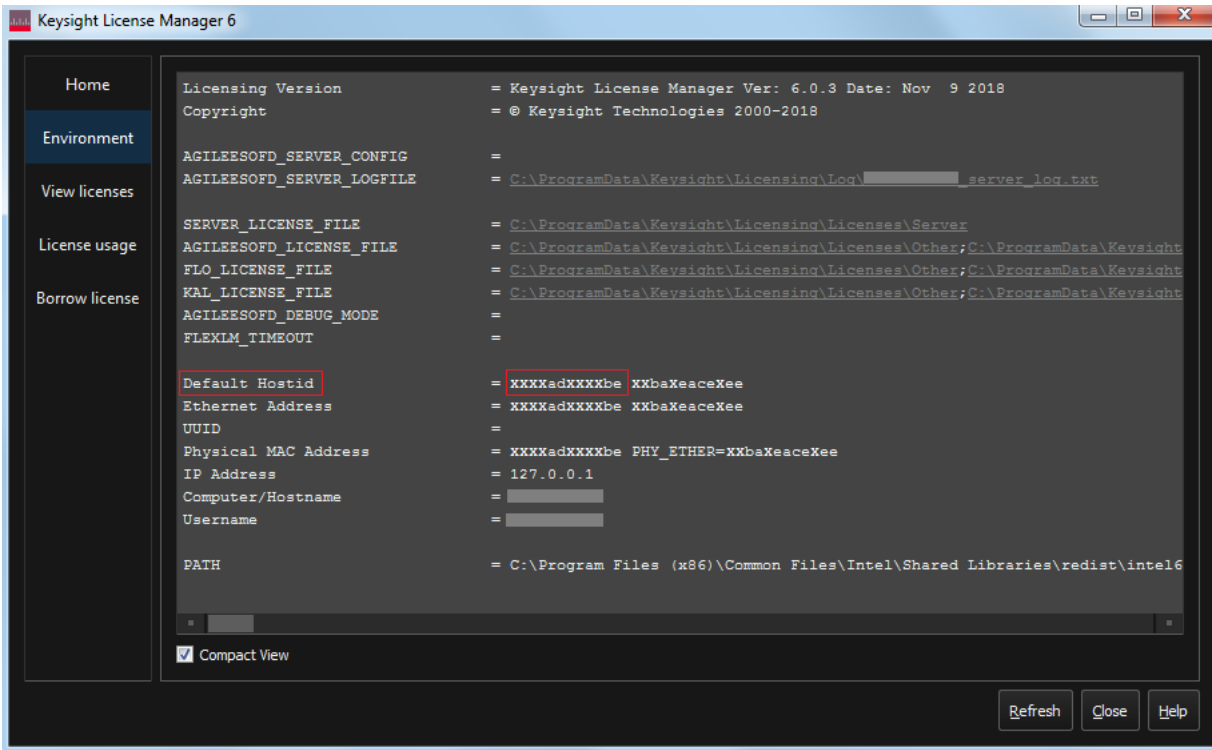 Keysight License Manager 6
Home
Environment
View licenses
License usage
Borrow license
Licensing Version = Keysight License Manager Ver: 6.0.3 Date: Nov 9 2018
Copyright = © Keysight Technologies 2000-2018
AGILEESOFD_SERVER_CONFIG =
AGILEESOFD_SERVER_LOGFILE = C:\ProgramData\Keysight\Licensing\Log\ _server_log.txt
SERVER_LICENSE_FILE = C:\ProgramData\Keysight\Licensing\Licenses\Server
AGILEESOFD_LICENSE_FILE = C:\ProgramData\Keysight\Licensing\Licenses\Other;C:\ProgramData\Keysight
FLO_LICENSE_FILE = C:\ProgramData\Keysight\Licensing\Licenses\Other;C:\ProgramData\Keysight
KAL_LICENSE_FILE = C:\ProgramData\Keysight\Licensing\Licenses\Other;C:\ProgramData\Keysight
AGILEESOFD_DEBUG_MODE =
FLEXLM_TIMEOUT =
Default Hostid = XXXXadXXXXbe XXbaXeaceXee
Ethernet Address = XXXXadXXXXbe XXbaXeaceXee
UUID =
Physical MAC Address = XXXXadXXXXbe PHY_ETHER=XXbaXeaceXee
IP Address = 127.0.0.1
Computer/Hostname =
Username =
PATH = C:\Program Files (x86)\Common Files\Intel\Shared Libraries\redist\intel6
Compact View
Refresh
Close
Help